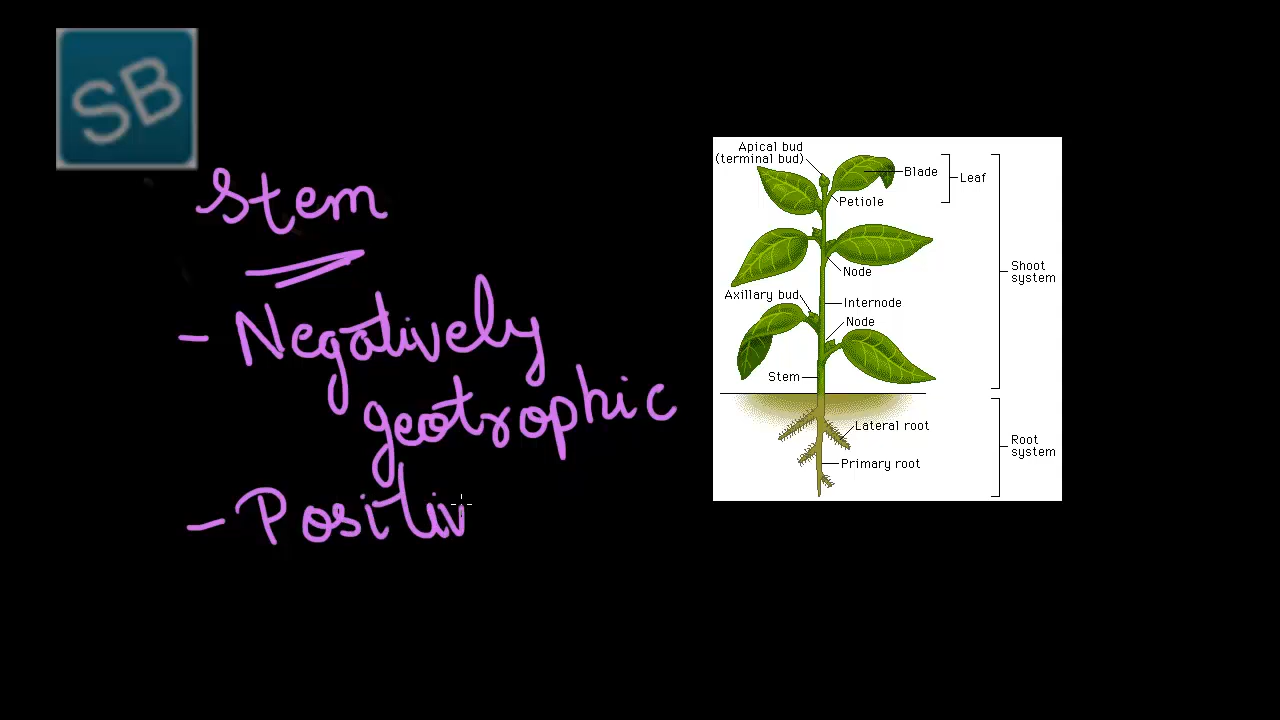 SB
Stem
- Negatively
geotrophic
- Positiv
Apical bud
(terminal bud)
Blade
Leaf
Petiole
Node
Shoot
system
Axillary bud
Internode
Node
Stem
Lateral root
Root
system
Primary root